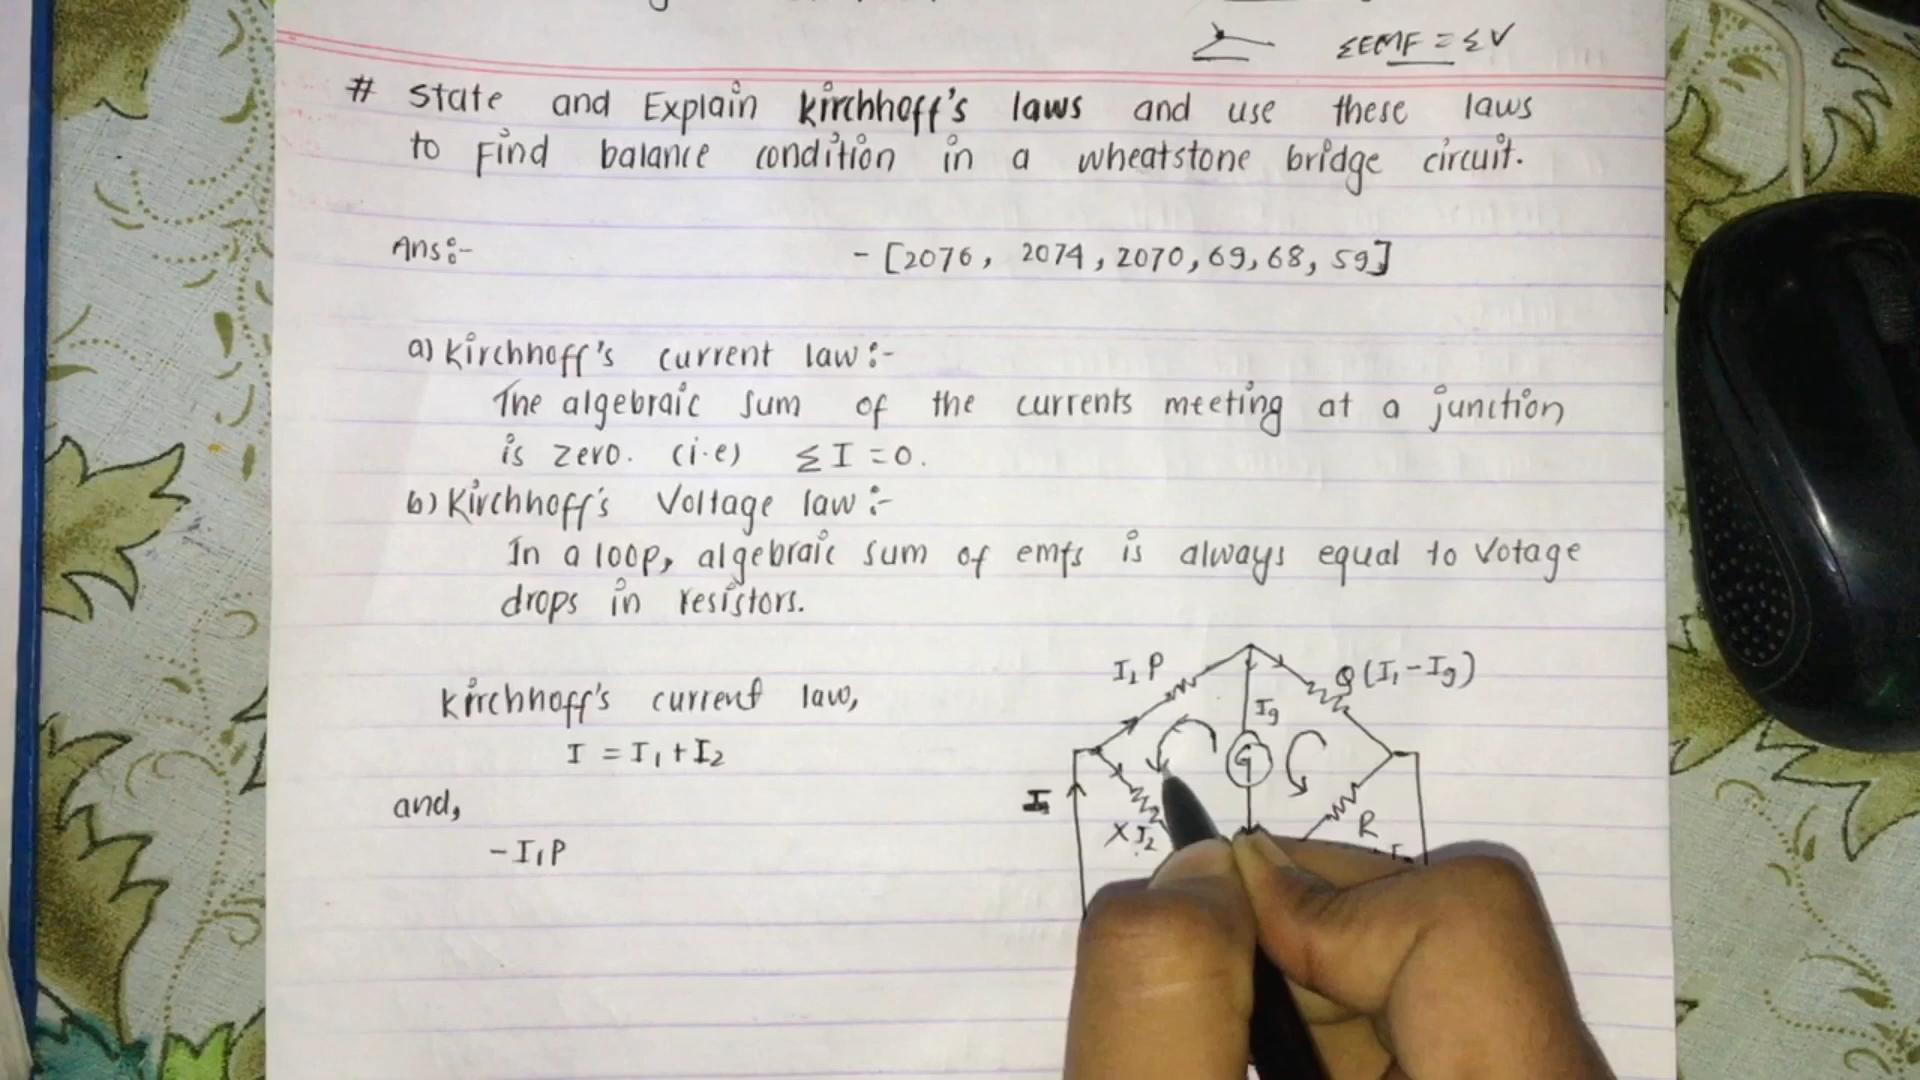 ΣEMF = ΣV
# State and Explain Kirchhoff's laws and use these laws
to Find balance condition in a wheatstone bridge circuit.
Ans:-
- [2076, 2074, 2070, 69, 68, 59]
a) Kirchhoff's current law :-
The algebraic sum of the currents meeting at a junction
is zero. (i.e) ΣI = 0.
b) Kirchhoff's Voltage law :-
In a loop, algebraic sum of emfs is always equal to Votage
drops in resistors.
I₁P
Q(I₁-Ig)
Kirchhoff's current law,
Ig
I = I₁ + I₂
G
I
and,
X I₂
R
-I₁P